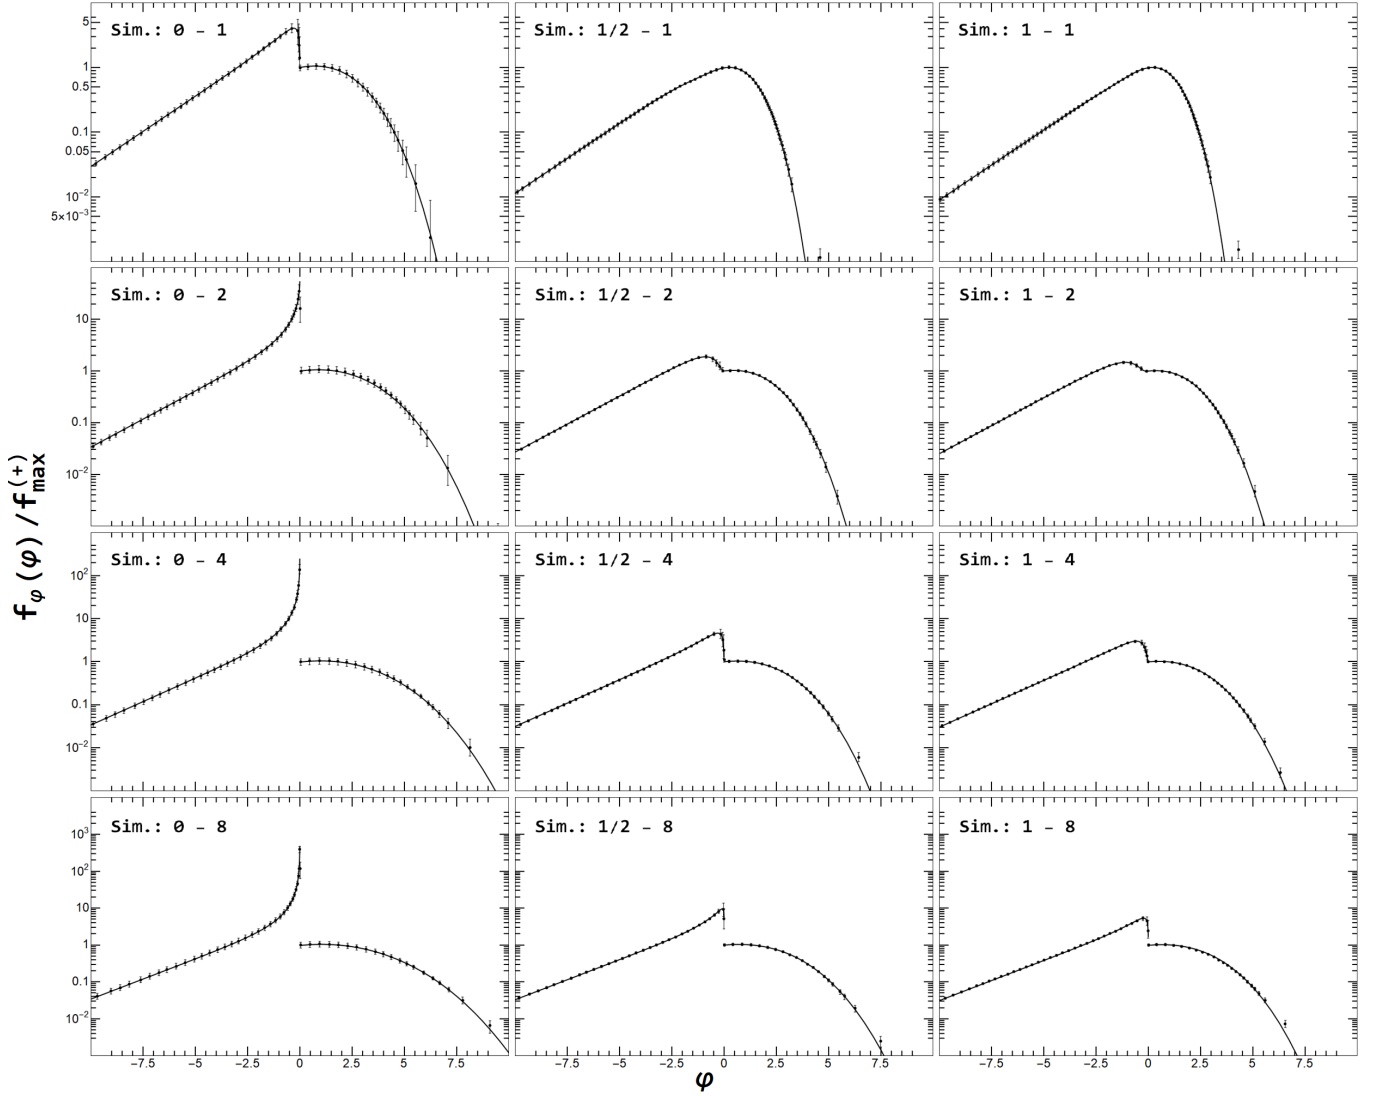 Sim.: 0 – 1
Sim.: 1/2 – 1
Sim.: 1 – 1
5
1
0.5
0.1
0.05
10⁻²
5×10⁻³
Sim.: 0 – 2
Sim.: 1/2 – 2
Sim.: 1 – 2
10
1
0.1
10⁻²
f_φ(φ)/f_max^(+)
Sim.: 0 – 4
Sim.: 1/2 – 4
Sim.: 1 – 4
10²
10
1
0.1
10⁻²
Sim.: 0 – 8
Sim.: 1/2 – 8
Sim.: 1 – 8
10³
10²
10
1
0.1
10⁻²
−7.5 −5 −2.5 0 2.5 5 7.5 −7.5 −5 −2.5 0 2.5 5 7.5 −7.5 −5 −2.5 0 2.5 5 7.5
φ